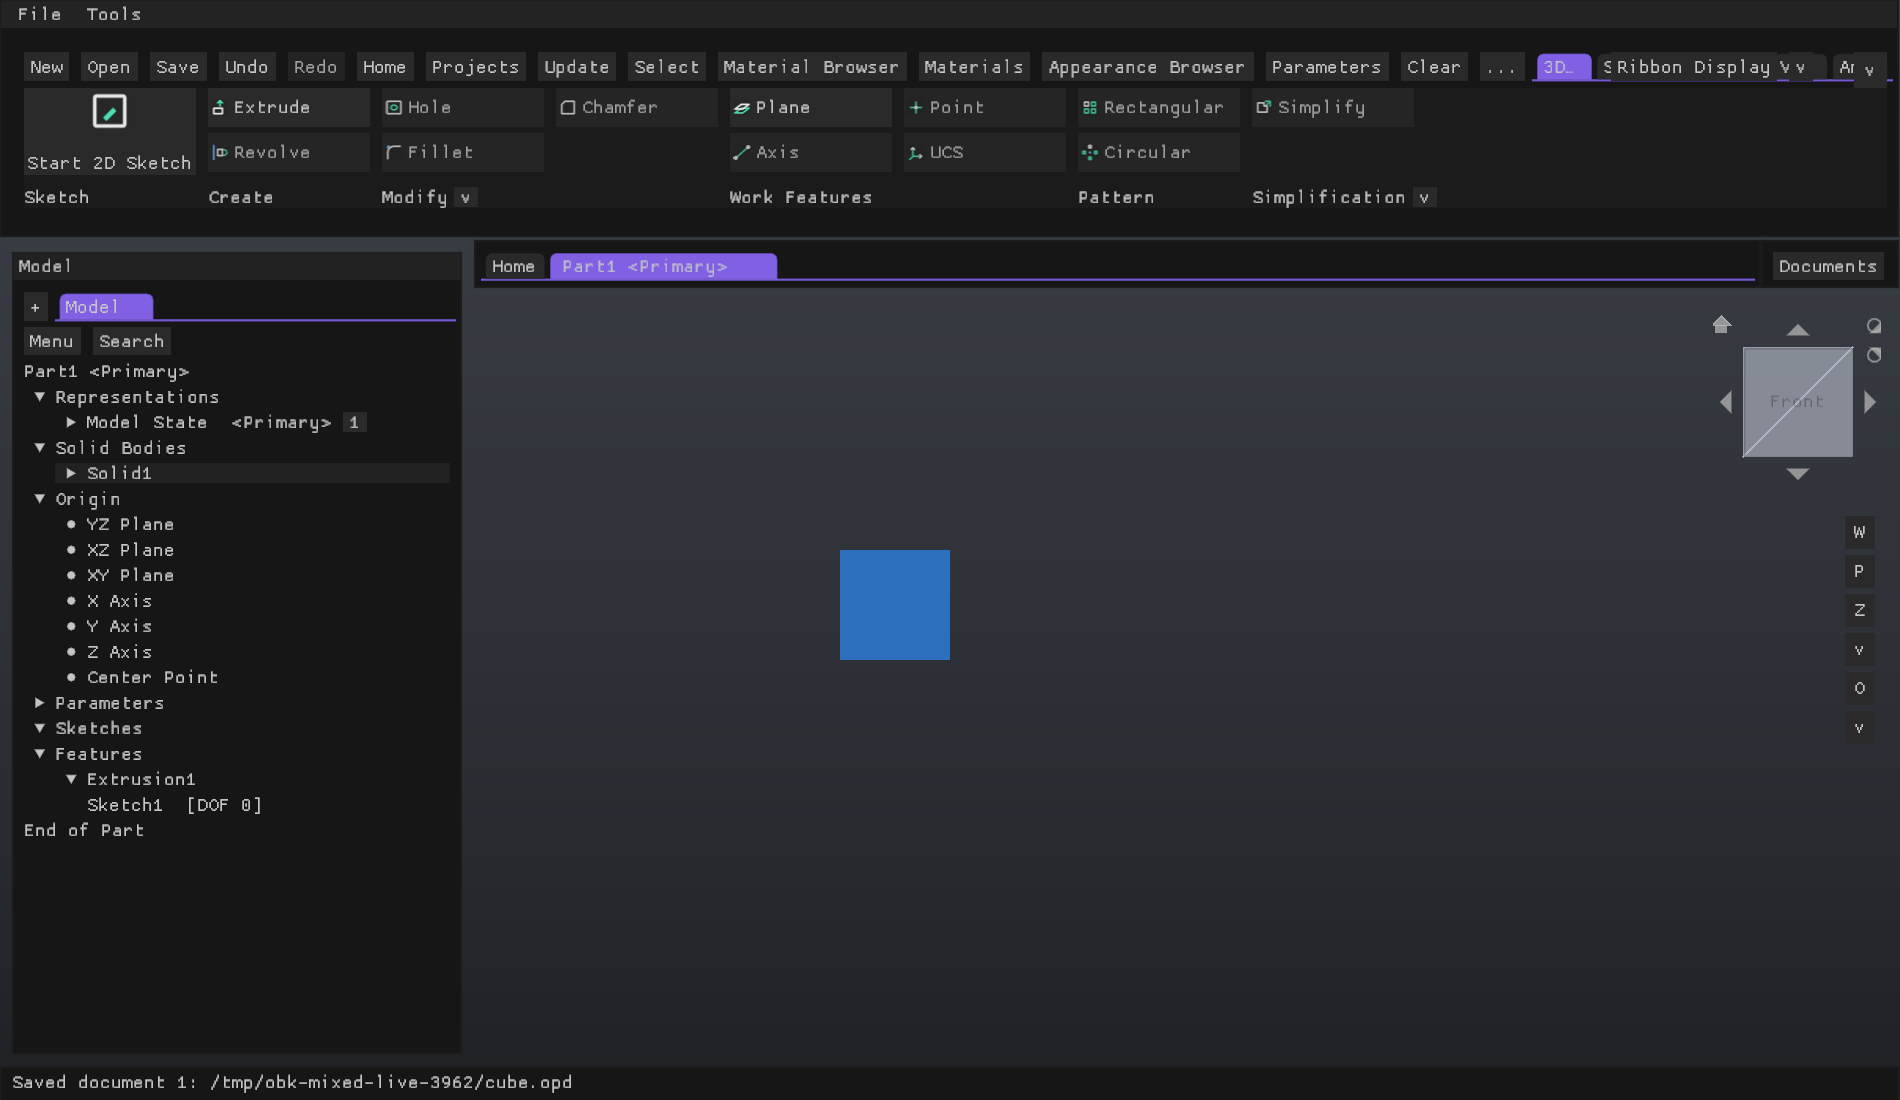 File Tools
New Open Save Undo Redo Home Projects Update Select Material Browser Materials Appearance Browser Parameters Clear ... 3D… Ribbon Display v v
Start 2D Sketch
Extrude Hole Chamfer Plane Point Rectangular Simplify
Revolve Fillet Axis UCS Circular
Sketch Create Modify v Work Features Pattern Simplification v
Model
Home Part1 <Primary> Documents
+ Model
Menu Search
Part1 <Primary>
Representations
Model State <Primary> 1
Solid Bodies
Solid1
Origin
YZ Plane
XZ Plane
XY Plane
X Axis
Y Axis
Z Axis
Center Point
Parameters
Sketches
Features
Extrusion1
Sketch1 [DOF 0]
End of Part
Front
W
P
Z
v
O
v
Saved document 1: /tmp/obk-mixed-live-3962/cube.opd